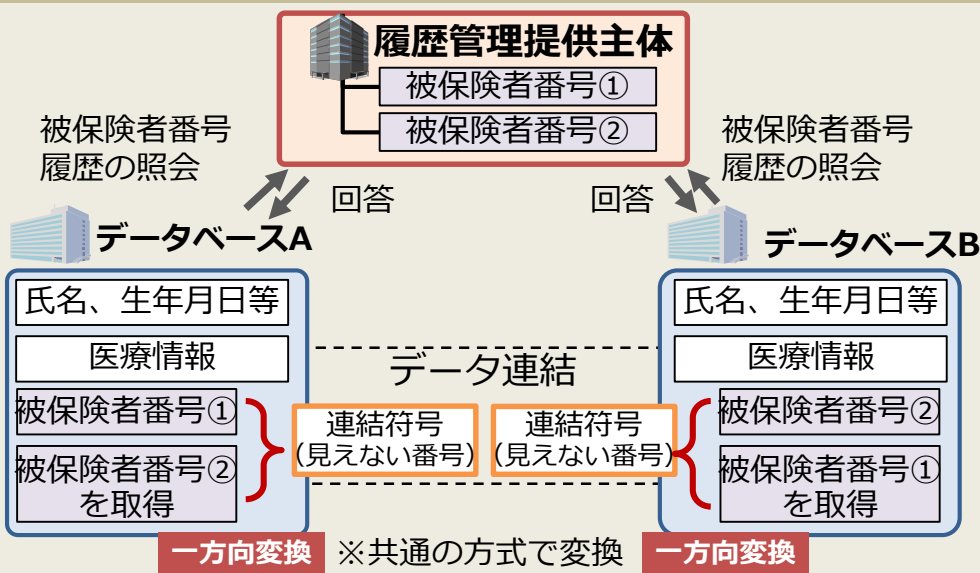 履歴管理提供主体
被保険者番号①
被保険者番号②
被保険者番号
履歴の照会
回答
回答
被保険者番号
履歴の照会
データベースA
データベースB
氏名、生年月日等
医療情報
被保険者番号①
被保険者番号②
を取得
データ連結
連結符号
(見えない番号)
連結符号
(見えない番号)
氏名、生年月日等
医療情報
被保険者番号②
被保険者番号①
を取得
一方向変換
※共通の方式で変換
一方向変換